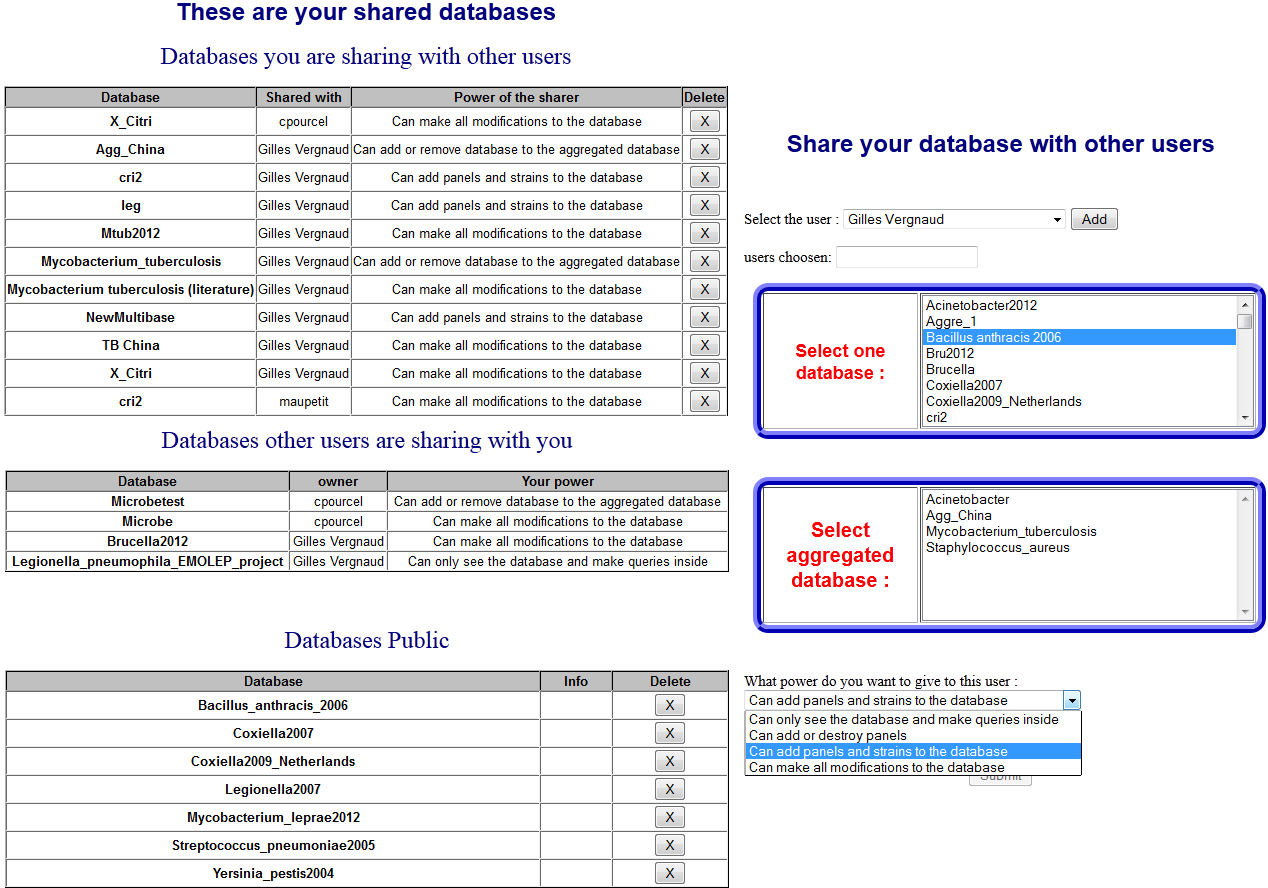 These are your shared databases
Databases you are sharing with other users
Database Shared with Power of the sharer Delete
X_Citri cpourcel Can make all modifications to the database X
Agg_China Gilles Vergnaud Can add or remove database to the aggregated database X
cri2 Gilles Vergnaud Can add panels and strains to the database X
leg Gilles Vergnaud Can add panels and strains to the database X
Mtub2012 Gilles Vergnaud Can make all modifications to the database X
Mycobacterium_tuberculosis Gilles Vergnaud Can add or remove database to the aggregated database X
Mycobacterium tuberculosis (literature) Gilles Vergnaud Can make all modifications to the database X
NewMultibase Gilles Vergnaud Can add panels and strains to the database X
TB China Gilles Vergnaud Can make all modifications to the database X
X_Citri Gilles Vergnaud Can make all modifications to the database X
cri2 maupetit Can make all modifications to the database X
Databases other users are sharing with you
Database owner Your power
Microbetest cpourcel Can add or remove database to the aggregated database
Microbe cpourcel Can make all modifications to the database
Brucella2012 Gilles Vergnaud Can make all modifications to the database
Legionella_pneumophila_EMOLEP_project Gilles Vergnaud Can only see the database and make queries inside
Databases Public
Database Info Delete
Bacillus_anthracis_2006 X
Coxiella2007 X
Coxiella2009_Netherlands X
Legionella2007 X
Mycobacterium_leprae2012 X
Streptococcus_pneumoniae2005 X
Yersinia_pestis2004 X
Share your database with other users
Select the user : Gilles Vergnaud Add
users choosen:
Select one
database :
Acinetobacter2012
Aggre_1
Bacillus anthracis 2006
Bru2012
Brucella
Coxiella2007
Coxiella2009_Netherlands
cri2
Select
aggregated
database :
Acinetobacter
Agg_China
Mycobacterium_tuberculosis
Staphylococcus_aureus
What power do you want to give to this user :
Can add panels and strains to the database
Can only see the database and make queries inside
Can add or destroy panels
Can add panels and strains to the database
Can make all modifications to the database
Submit